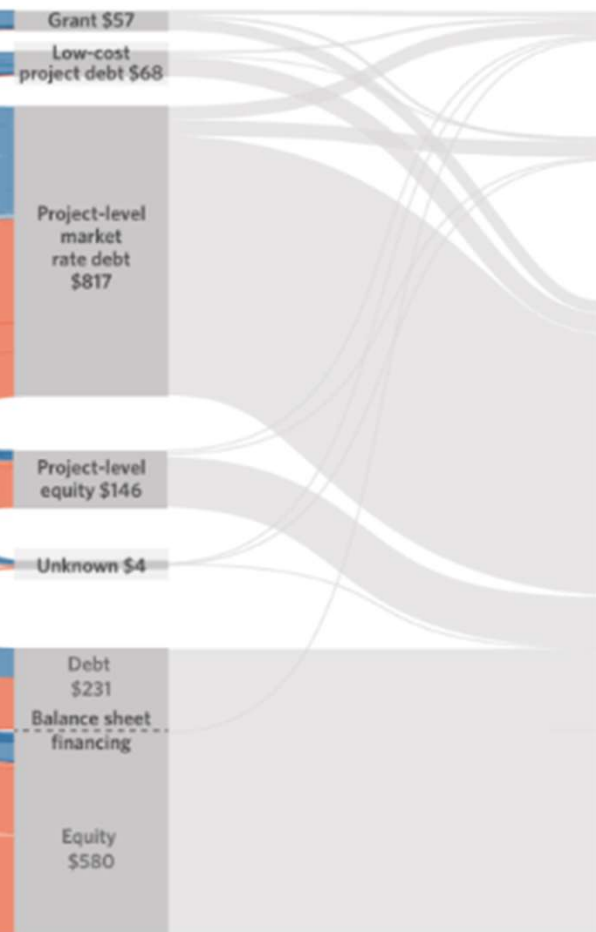 Grant $57
Low-cost
project debt $68
Project-level
market
rate debt
$817
Project-level
equity $146
Unknown $4
Debt
$231
Balance sheet
financing
Equity
$580